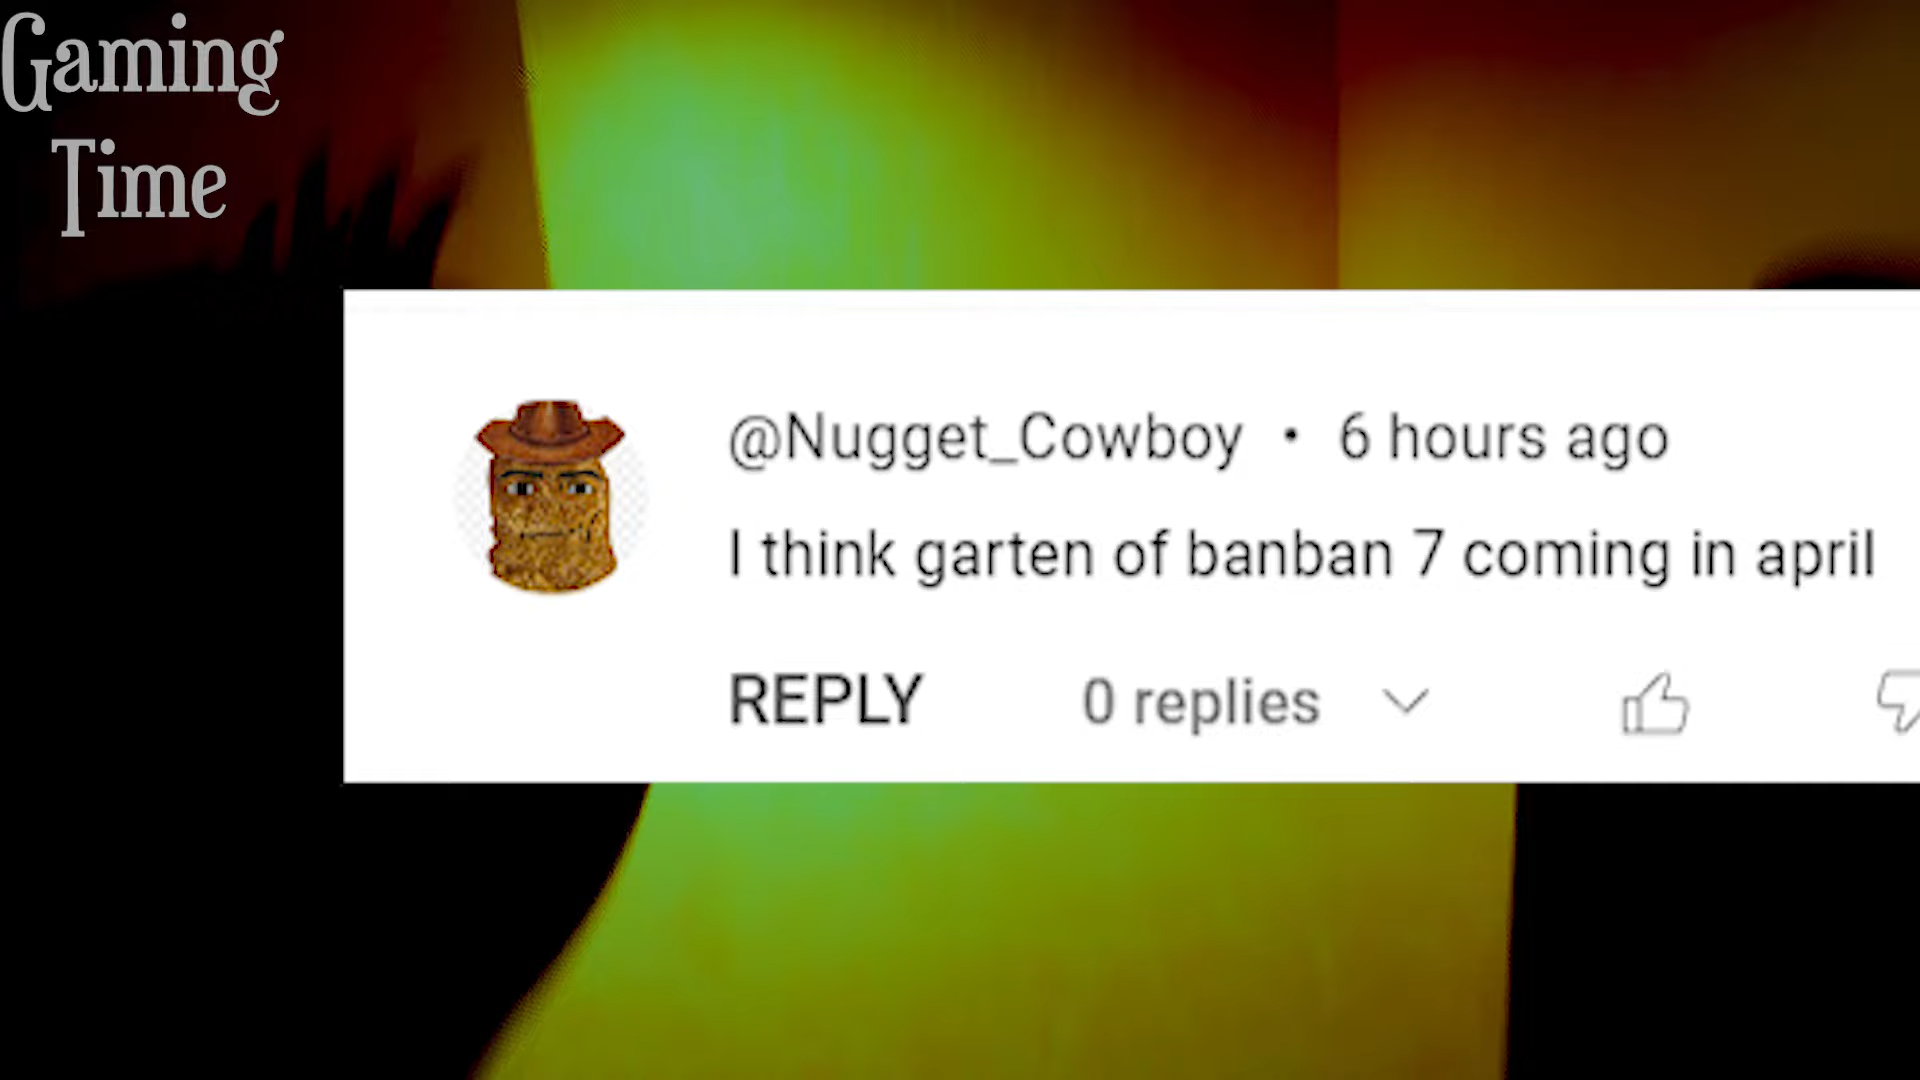 Gaming
Time
@Nugget_Cowboy • 6 hours ago
I think garten of banban 7 coming in april
REPLY 0 replies